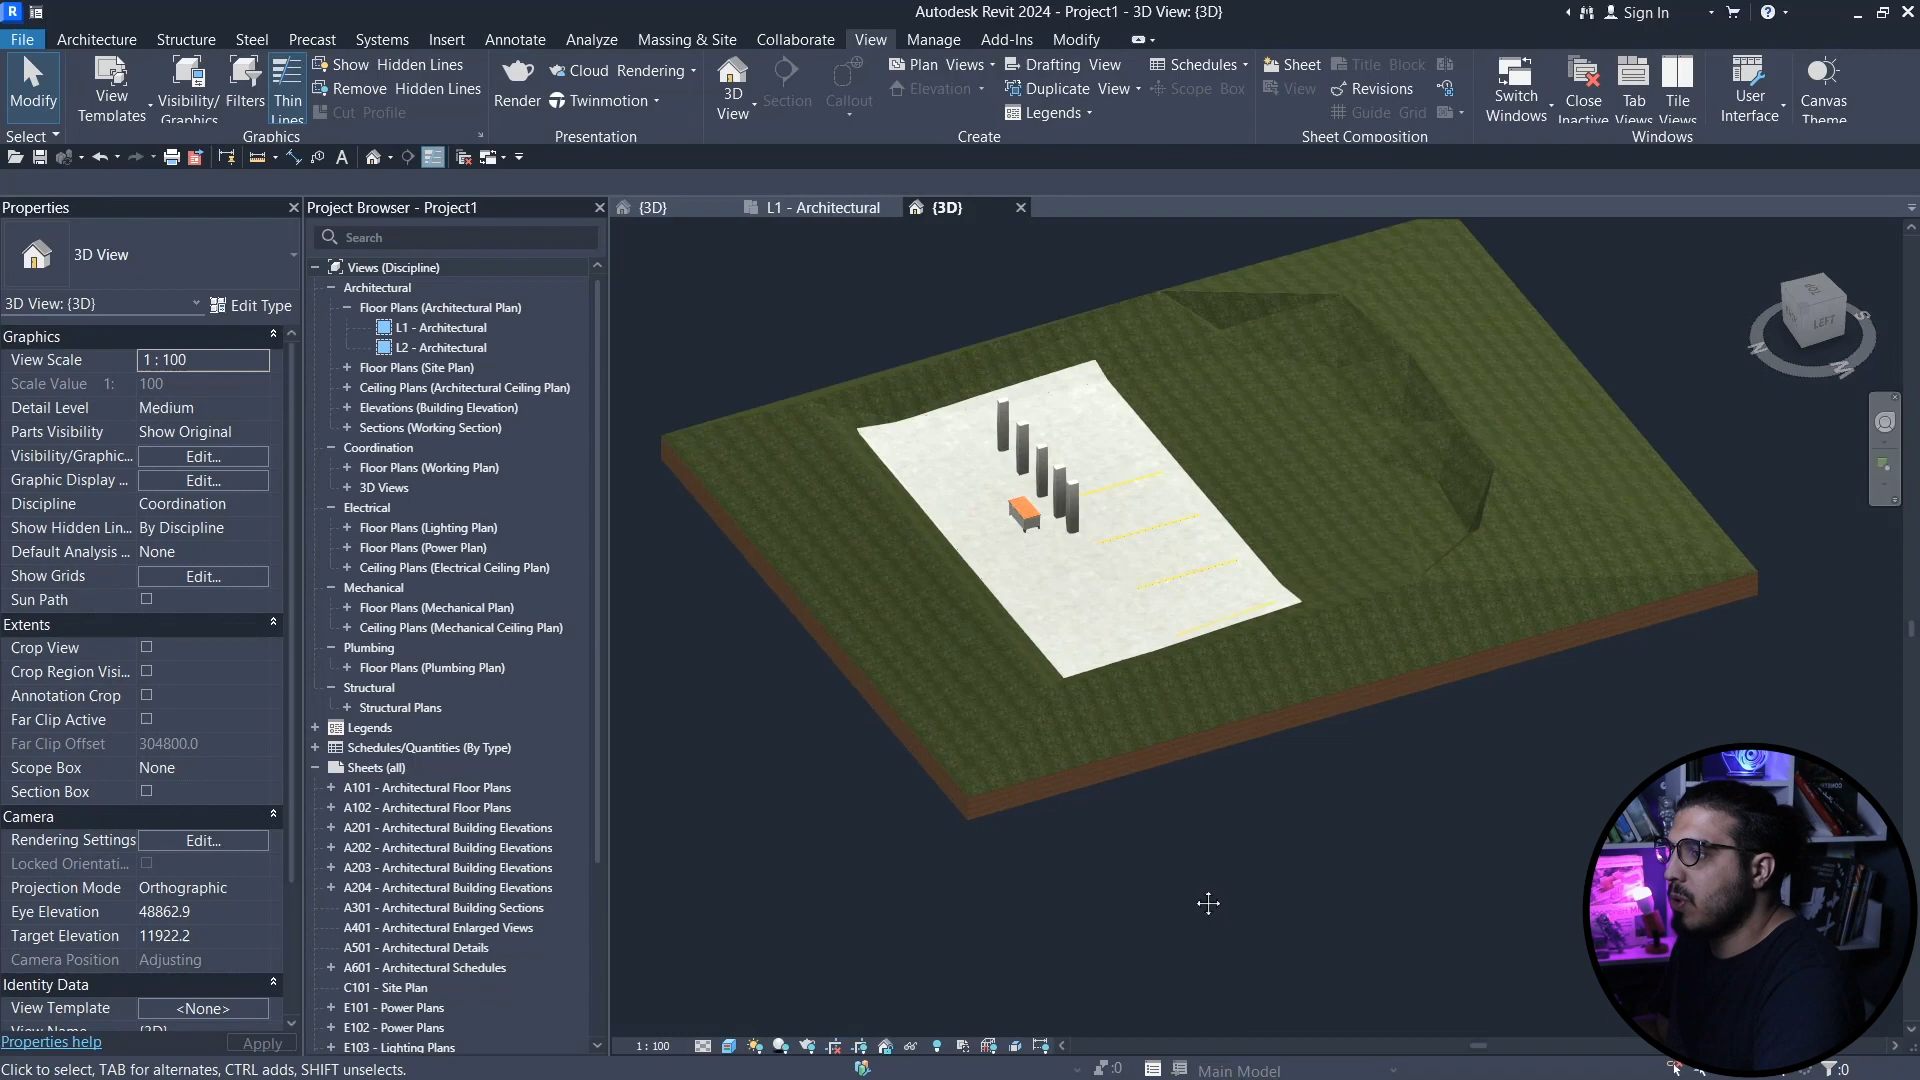 Autodesk Revit 2024 - Project1 - 3D View: {3D}
Sign In
File Architecture Structure Steel Precast Systems Insert Annotate Analyze Massing & Site Collaborate View Manage Add-Ins Modify
Modify
Select
View Templates
Visibility/ Graphics
Filters
Thin Lines
Show Hidden Lines
Remove Hidden Lines
Cut Profile
Graphics
Render
Cloud Rendering
Twinmotion
Presentation
3D View
Section
Callout
Plan Views
Elevation
Drafting View
Duplicate View
Legends
Schedules
Scope Box
Create
Sheet
View
Title Block
Revisions
Guide Grid
Sheet Composition
Switch Windows
Close Inactive
Tab Views
Tile Views
User Interface
Windows
Canvas Theme
Properties
3D View
3D View: {3D}
Edit Type
Graphics
View Scale 1 : 100
Scale Value 1: 100
Detail Level Medium
Parts Visibility Show Original
Visibility/Graphic... Edit...
Graphic Display ... Edit...
Discipline Coordination
Show Hidden Lin... By Discipline
Default Analysis ... None
Show Grids Edit...
Sun Path
Extents
Crop View
Crop Region Visi...
Annotation Crop
Far Clip Active
Far Clip Offset 304800.0
Scope Box None
Section Box
Camera
Rendering Settings Edit...
Locked Orientati...
Projection Mode Orthographic
Eye Elevation 48862.9
Target Elevation 11922.2
Camera Position Adjusting
Identity Data
View Template <None>
View Name {3D}
Properties help
Apply
Project Browser - Project1
Search
Views (Discipline)
Architectural
Floor Plans (Architectural Plan)
L1 - Architectural
L2 - Architectural
Floor Plans (Site Plan)
Ceiling Plans (Architectural Ceiling Plan)
Elevations (Building Elevation)
Sections (Working Section)
Coordination
Floor Plans (Working Plan)
3D Views
Electrical
Floor Plans (Lighting Plan)
Floor Plans (Power Plan)
Ceiling Plans (Electrical Ceiling Plan)
Mechanical
Floor Plans (Mechanical Plan)
Ceiling Plans (Mechanical Ceiling Plan)
Plumbing
Floor Plans (Plumbing Plan)
Structural
Structural Plans
Legends
Schedules/Quantities (By Type)
Sheets (all)
A101 - Architectural Floor Plans
A102 - Architectural Floor Plans
A201 - Architectural Building Elevations
A202 - Architectural Building Elevations
A203 - Architectural Building Elevations
A204 - Architectural Building Elevations
A301 - Architectural Building Sections
A401 - Architectural Enlarged Views
A501 - Architectural Details
A601 - Architectural Schedules
C101 - Site Plan
E101 - Power Plans
E102 - Power Plans
E103 - Lighting Plans
{3D}
L1 - Architectural
{3D}
TOP
LEFT
S
N
1 : 100
Click to select, TAB for alternates, CTRL adds, SHIFT unselects.
:0
Main Model
:0